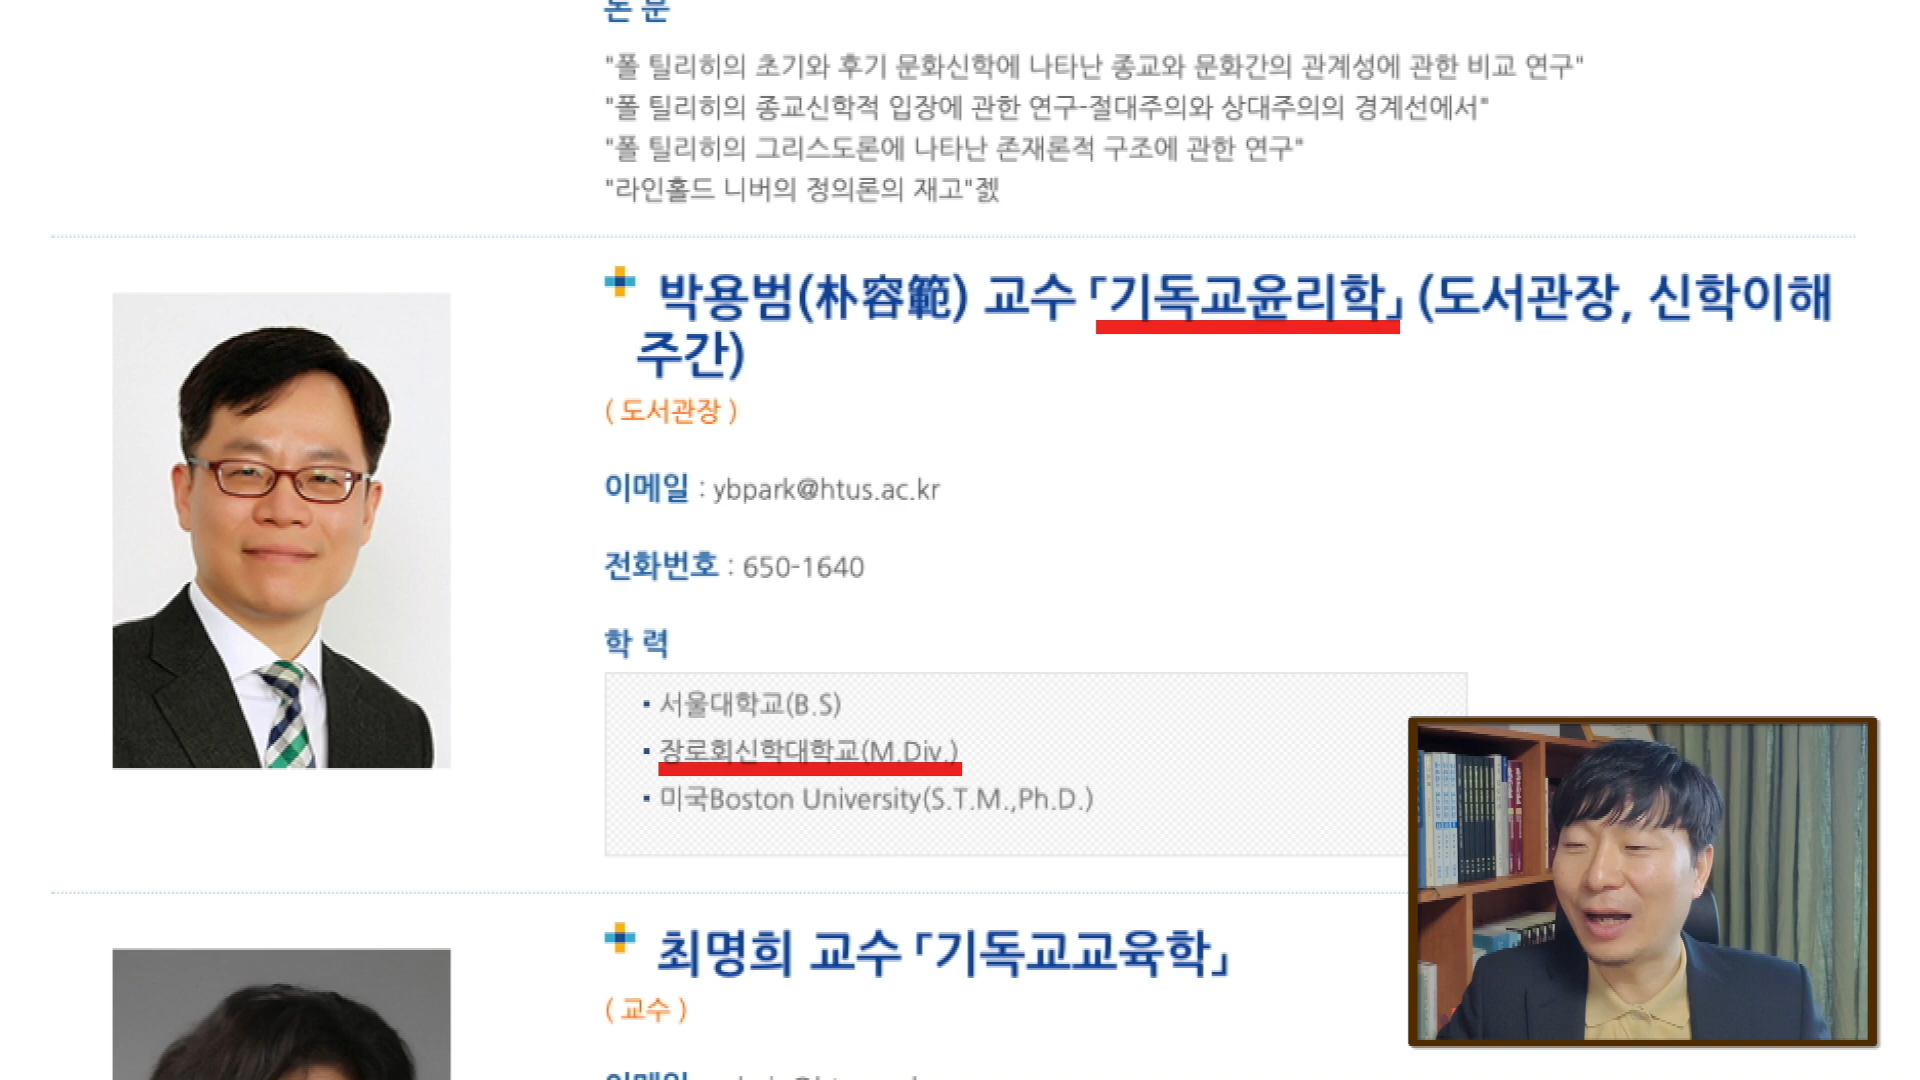 논 문
"폴 틸리히의 초기와 후기 문화신학에 나타난 종교와 문화간의 관계성에 관한 비교 연구"
"폴 틸리히의 종교신학적 입장에 관한 연구-절대주의와 상대주의의 경계선에서"
"폴 틸리히의 그리스도론에 나타난 존재론적 구조에 관한 연구"
"라인홀드 니버의 정의론의 재고"젮
박용범(朴容範) 교수 「기독교윤리학」 (도서관장, 신학이해
주간)
( 도서관장 )
이메일 : ybpark@htus.ac.kr
전화번호 : 650-1640
학 력
▪ 서울대학교(B.S)
▪ 장로회신학대학교(M.Div.)
▪ 미국Boston University(S.T.M.,Ph.D.)
최명희 교수 「기독교교육학」
( 교수 )
이메일